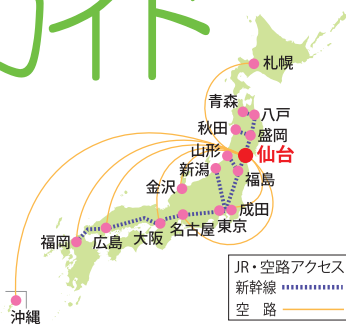 ガイド
札幌
青森
八戸
秋田
盛岡
山形
仙台
新潟
福島
金沢
成田
東京
名古屋
大阪
広島
福岡
沖縄
JR・空路アクセス
新幹線
空　路